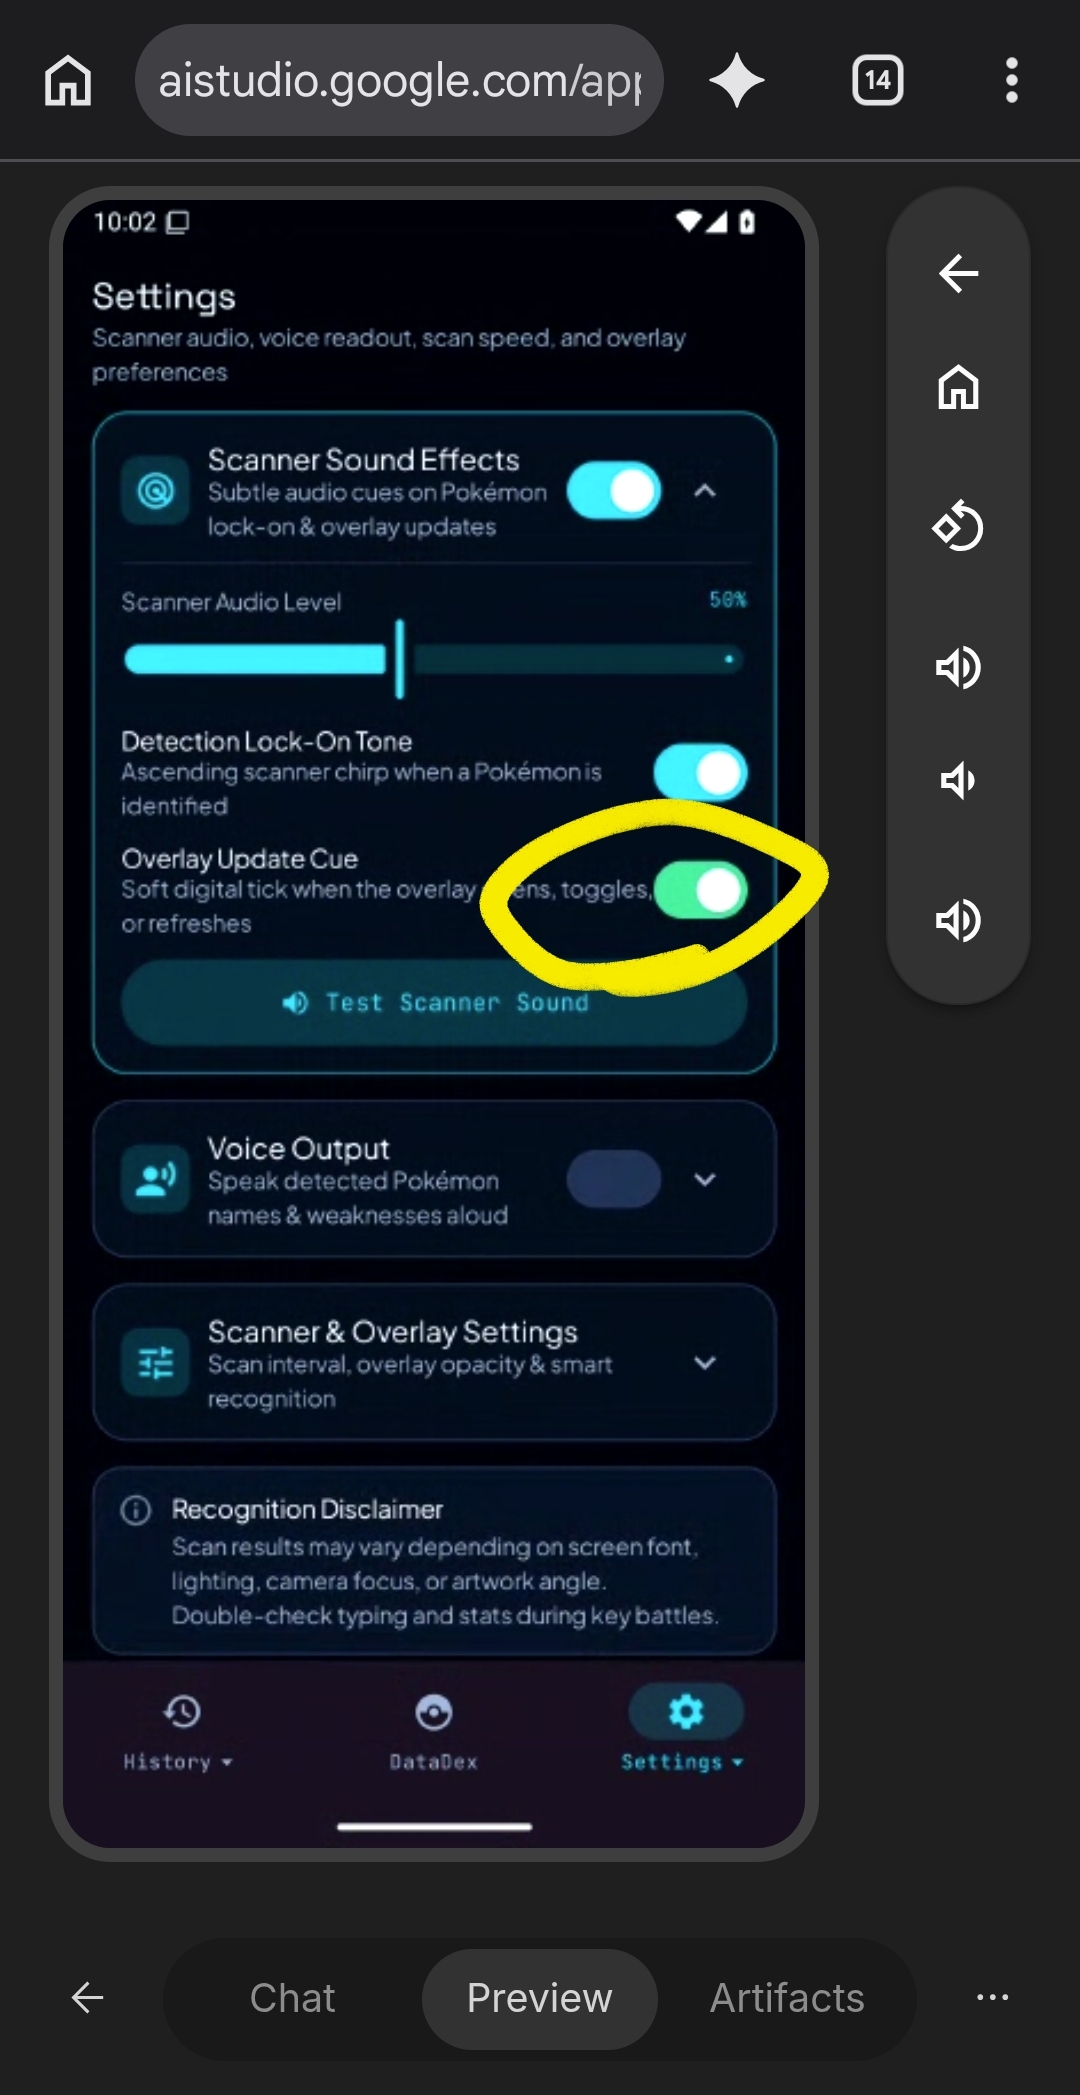 aistudio.google.com/app
14
10:02
Settings
Scanner audio, voice readout, scan speed, and overlay
preferences
Scanner Sound Effects
Subtle audio cues on Pokémon
lock-on & overlay updates
Scanner Audio Level
50%
Detection Lock-On Tone
Ascending scanner chirp when a Pokémon is
identified
Overlay Update Cue
Soft digital tick when the overlay toggles,
or refreshes
Test Scanner Sound
Voice Output
Speak detected Pokémon
names & weaknesses aloud
Scanner & Overlay Settings
Scan interval, overlay opacity & smart
recognition
Recognition Disclaimer
Scan results may vary depending on screen font,
lighting, camera focus, or artwork angle.
Double-check typing and stats during key battles.
History
DataDex
Settings
Chat
Preview
Artifacts